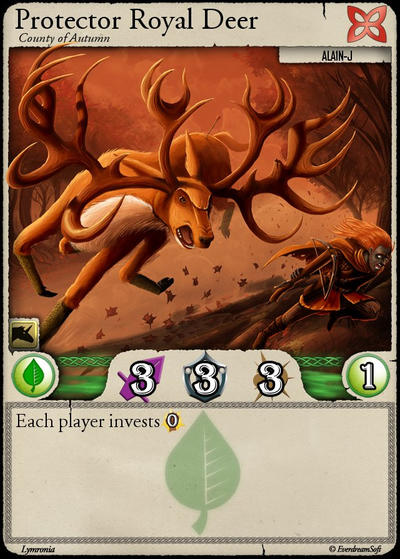 Protector Royal Deer
County of Autumn
ALAIN-J
3 3 3 1
Each player invests 0
Lymronia
© EverdreamSoft